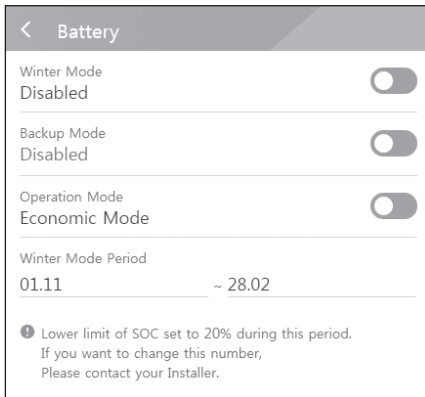 Battery
Winter Mode
Disabled
Backup Mode
Disabled
Operation Mode
Economic Mode
Winter Mode Period
01.11 ~ 28.02
Lower limit of SOC set to 20% during this period.
If you want to change this number,
Please contact your Installer.